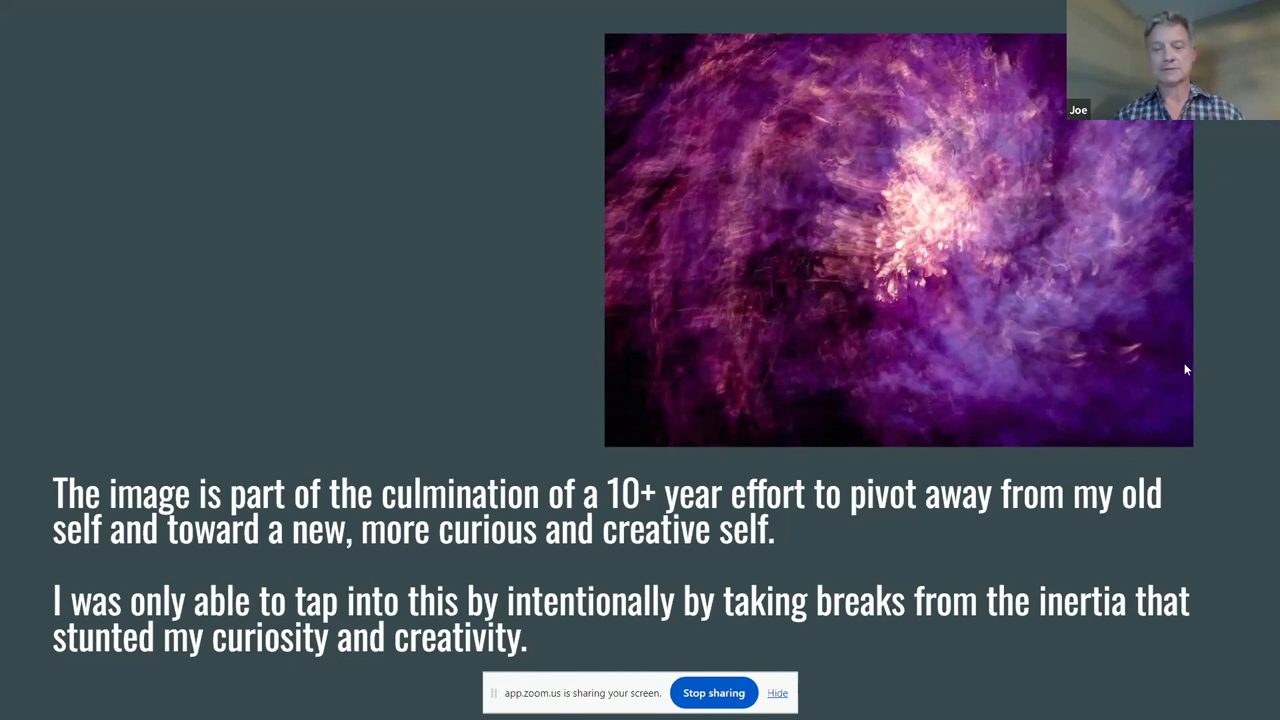 Joe
The image is part of the culmination of a 10+ year effort to pivot away from my old
self and toward a new, more curious and creative self.
I was only able to tap into this by intentionally by taking breaks from the inertia that
stunted my curiosity and creativity.
app.zoom.us is sharing your screen. Stop sharing Hide